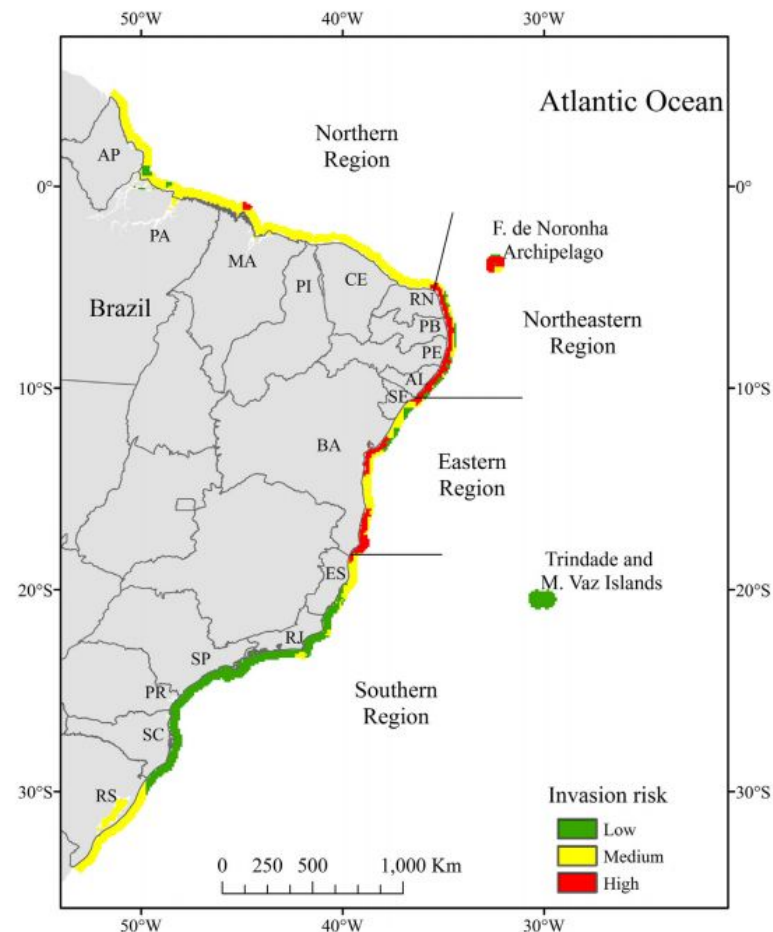 50°W 40°W 30°W
Atlantic Ocean
Northern
Region
AP
0° 0°
F. de Noronha
Archipelago
PA
MA
CE
PI
RN
Brazil
PB
Northeastern
Region
PE
AI
10°S 10°S
SE
BA
Eastern
Region
Trindade and
M. Vaz Islands
ES
20°S 20°S
RJ
SP
Southern
Region
PR
SC
30°S 30°S
RS
Invasion risk
Low
Medium
High
0 250 500 1,000 Km
50°W 40°W 30°W